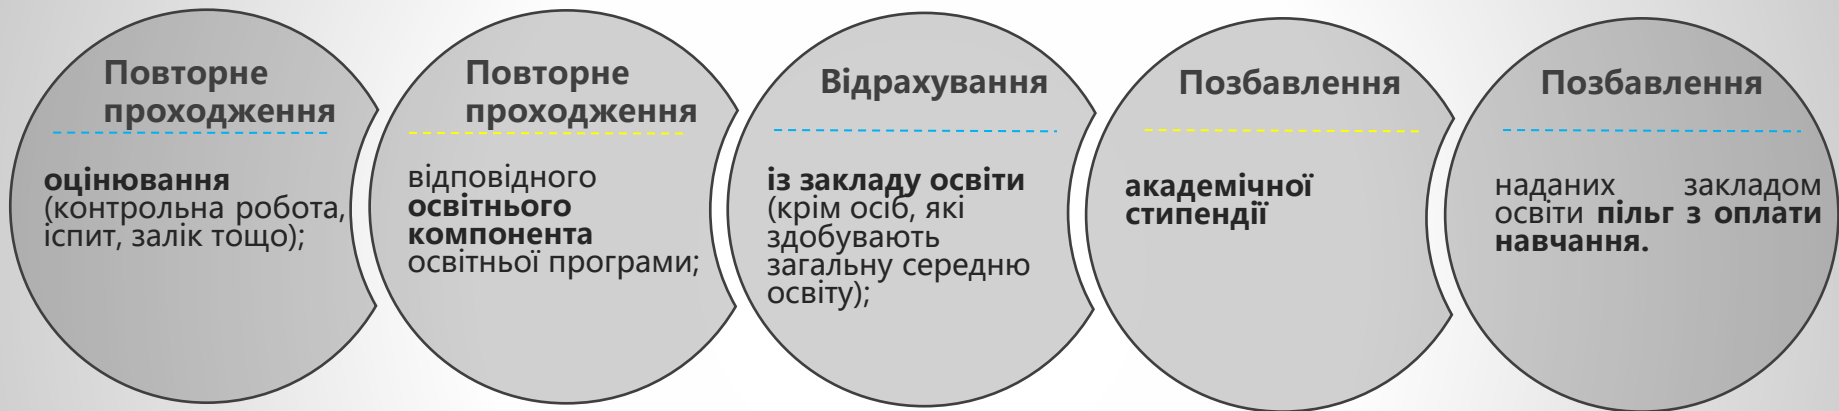 Повторне
проходження
оцінювання
(контрольна робота,
іспит, залік тощо);
Повторне
проходження
відповідного
освітнього
компонента
освітньої програми;
Відрахування
із закладу освіти
(крім осіб, які
здобувають
загальну середню
освіту);
Позбавлення
академічної
стипендії
Позбавлення
наданих закладом
освіти пільг з оплати
навчання.